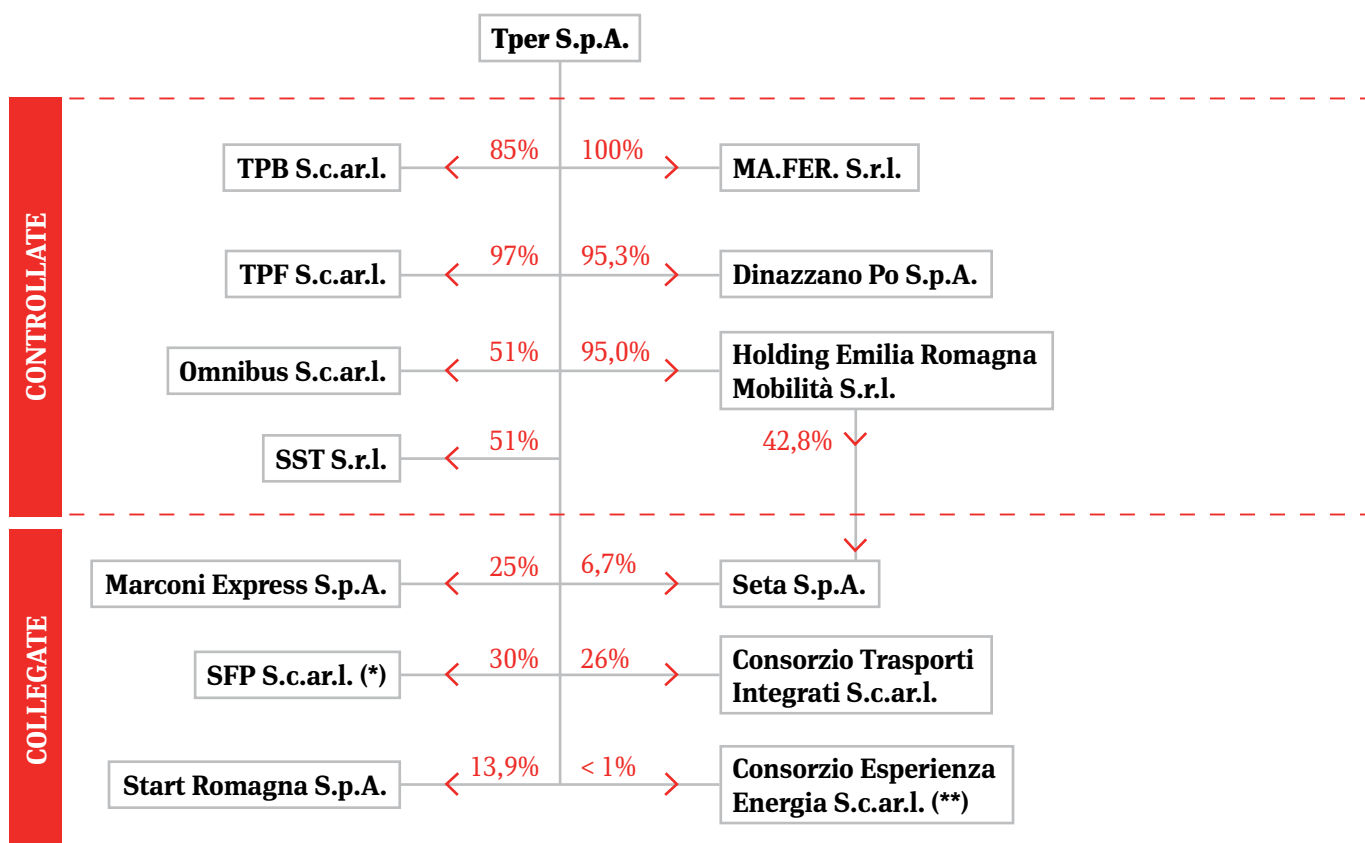 Tper S.p.A.
CONTROLLATE
TPB S.c.ar.l.
85%
100%
MA.FER. S.r.l.
TPF S.c.ar.l.
97%
95,3%
Dinazzano Po S.p.A.
Omnibus S.c.ar.l.
51%
95,0%
Holding Emilia Romagna
Mobilità S.r.l.
SST S.r.l.
51%
42,8%
COLLEGATE
Marconi Express S.p.A.
25%
6,7%
Seta S.p.A.
SFP S.c.ar.l. (*)
30%
26%
Consorzio Trasporti
Integrati S.c.ar.l.
Start Romagna S.p.A.
13,9%
< 1%
Consorzio Esperienza
Energia S.c.ar.l. (**)